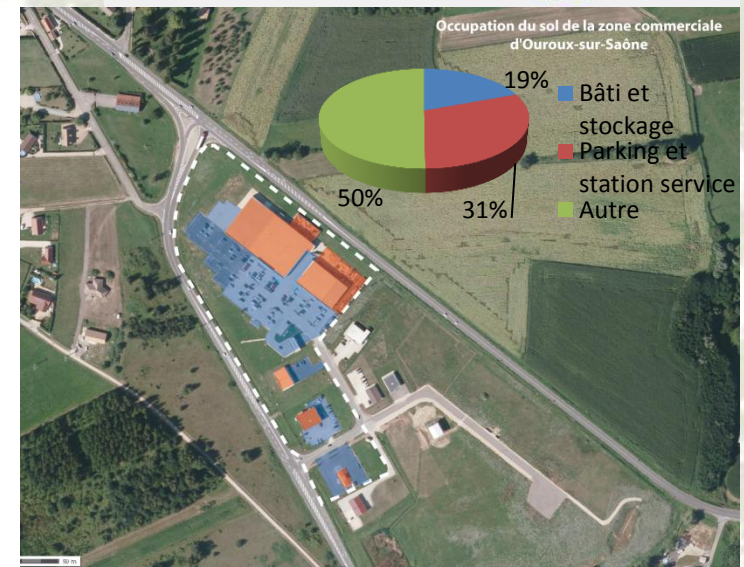 Occupation du sol de la zone commerciale
d'Ouroux-sur-Saône
19%
Bâti et
stockage
Parking et
station service
Autre
50%
31%
50 m